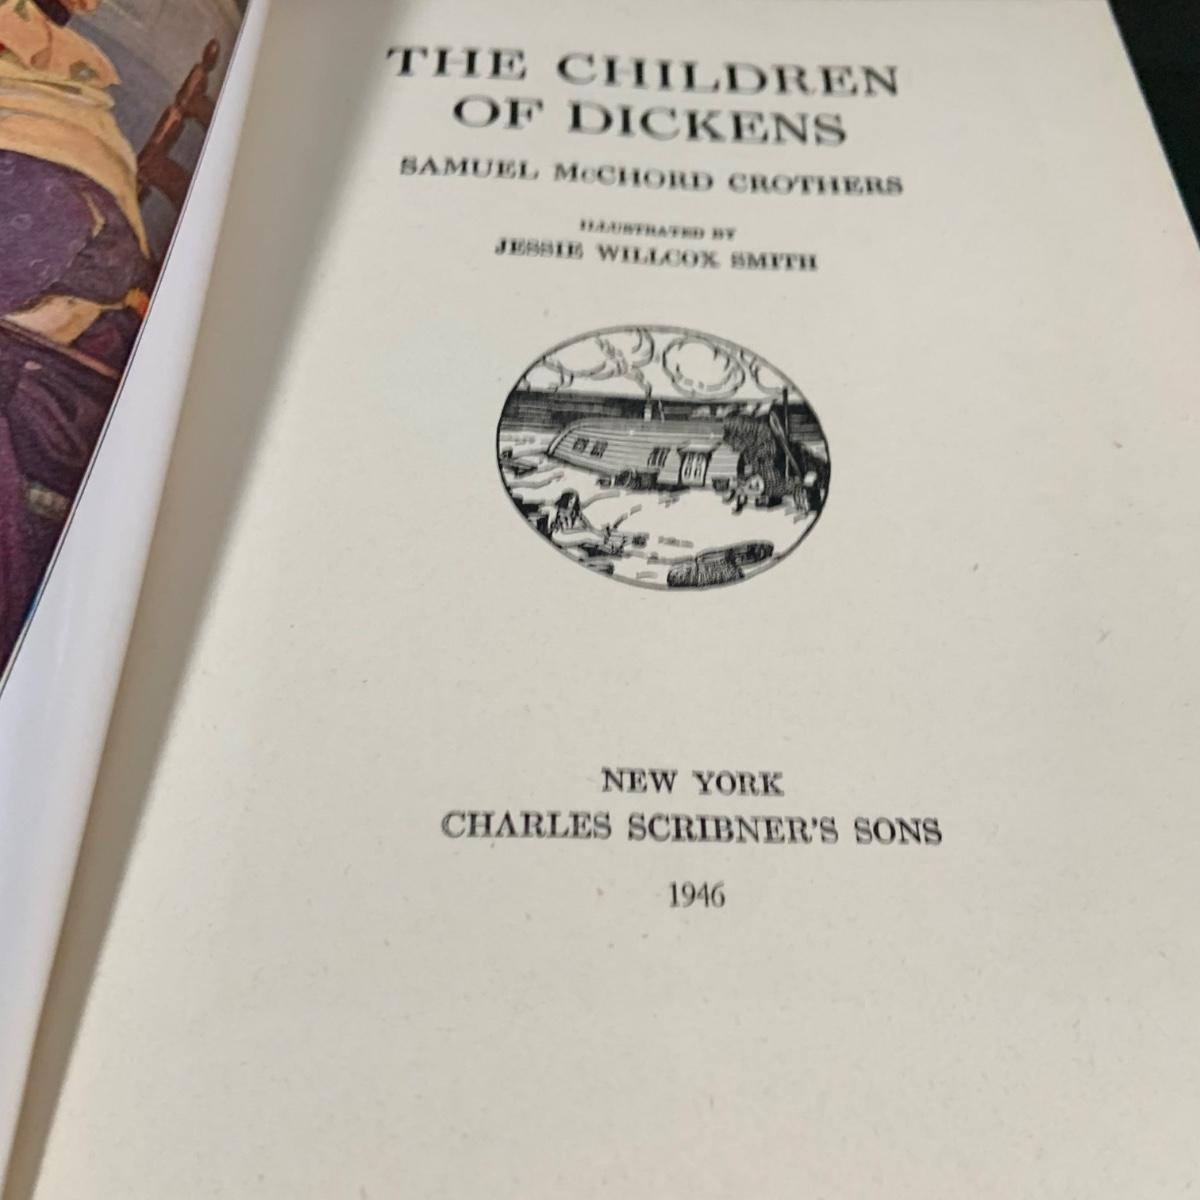 THE CHILDREN
OF DICKENS
SAMUEL McCHORD CROTHERS
ILLUSTRATED BY
JESSIE WILLCOX SMITH
NEW YORK
CHARLES SCRIBNER'S SONS
1946